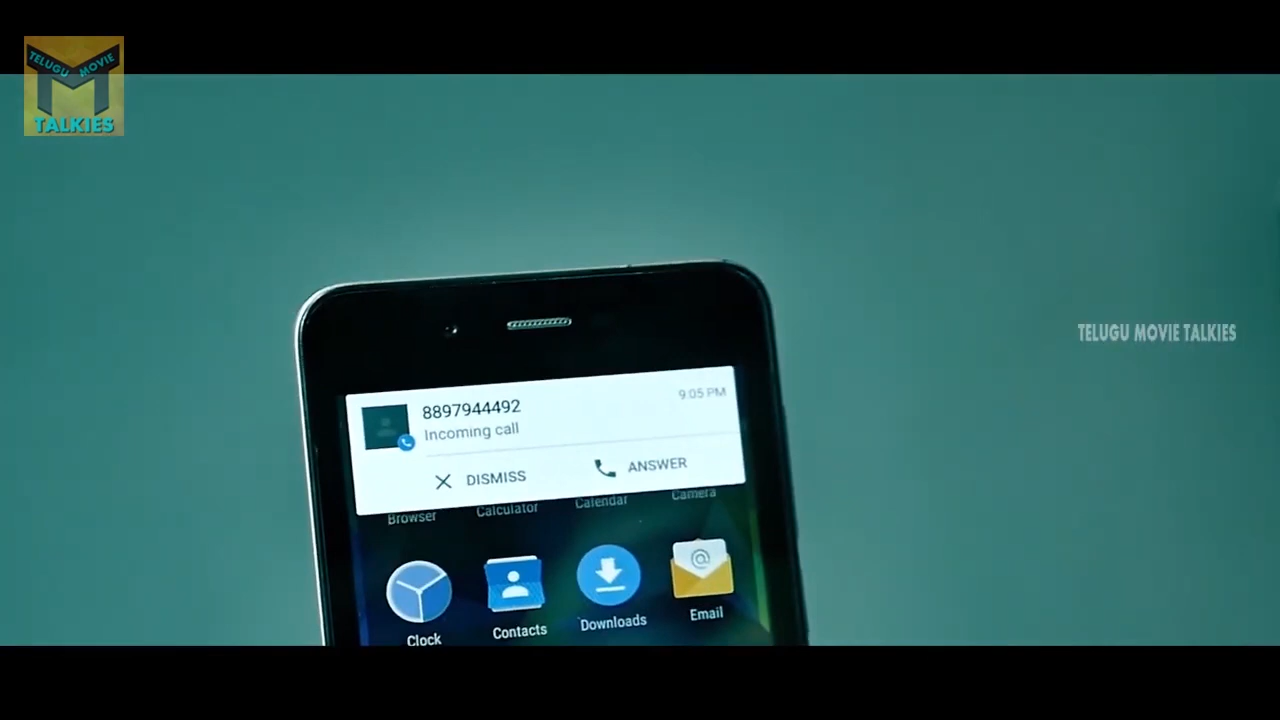 TELUGU MOVIE
TALKIES
TELUGU MOVIE TALKIES
8897944492
9:05 PM
Incoming call
DISMISS
ANSWER
Browser
Calculator
Calendar
Camera
@
Clock
Contacts
Downloads
Email